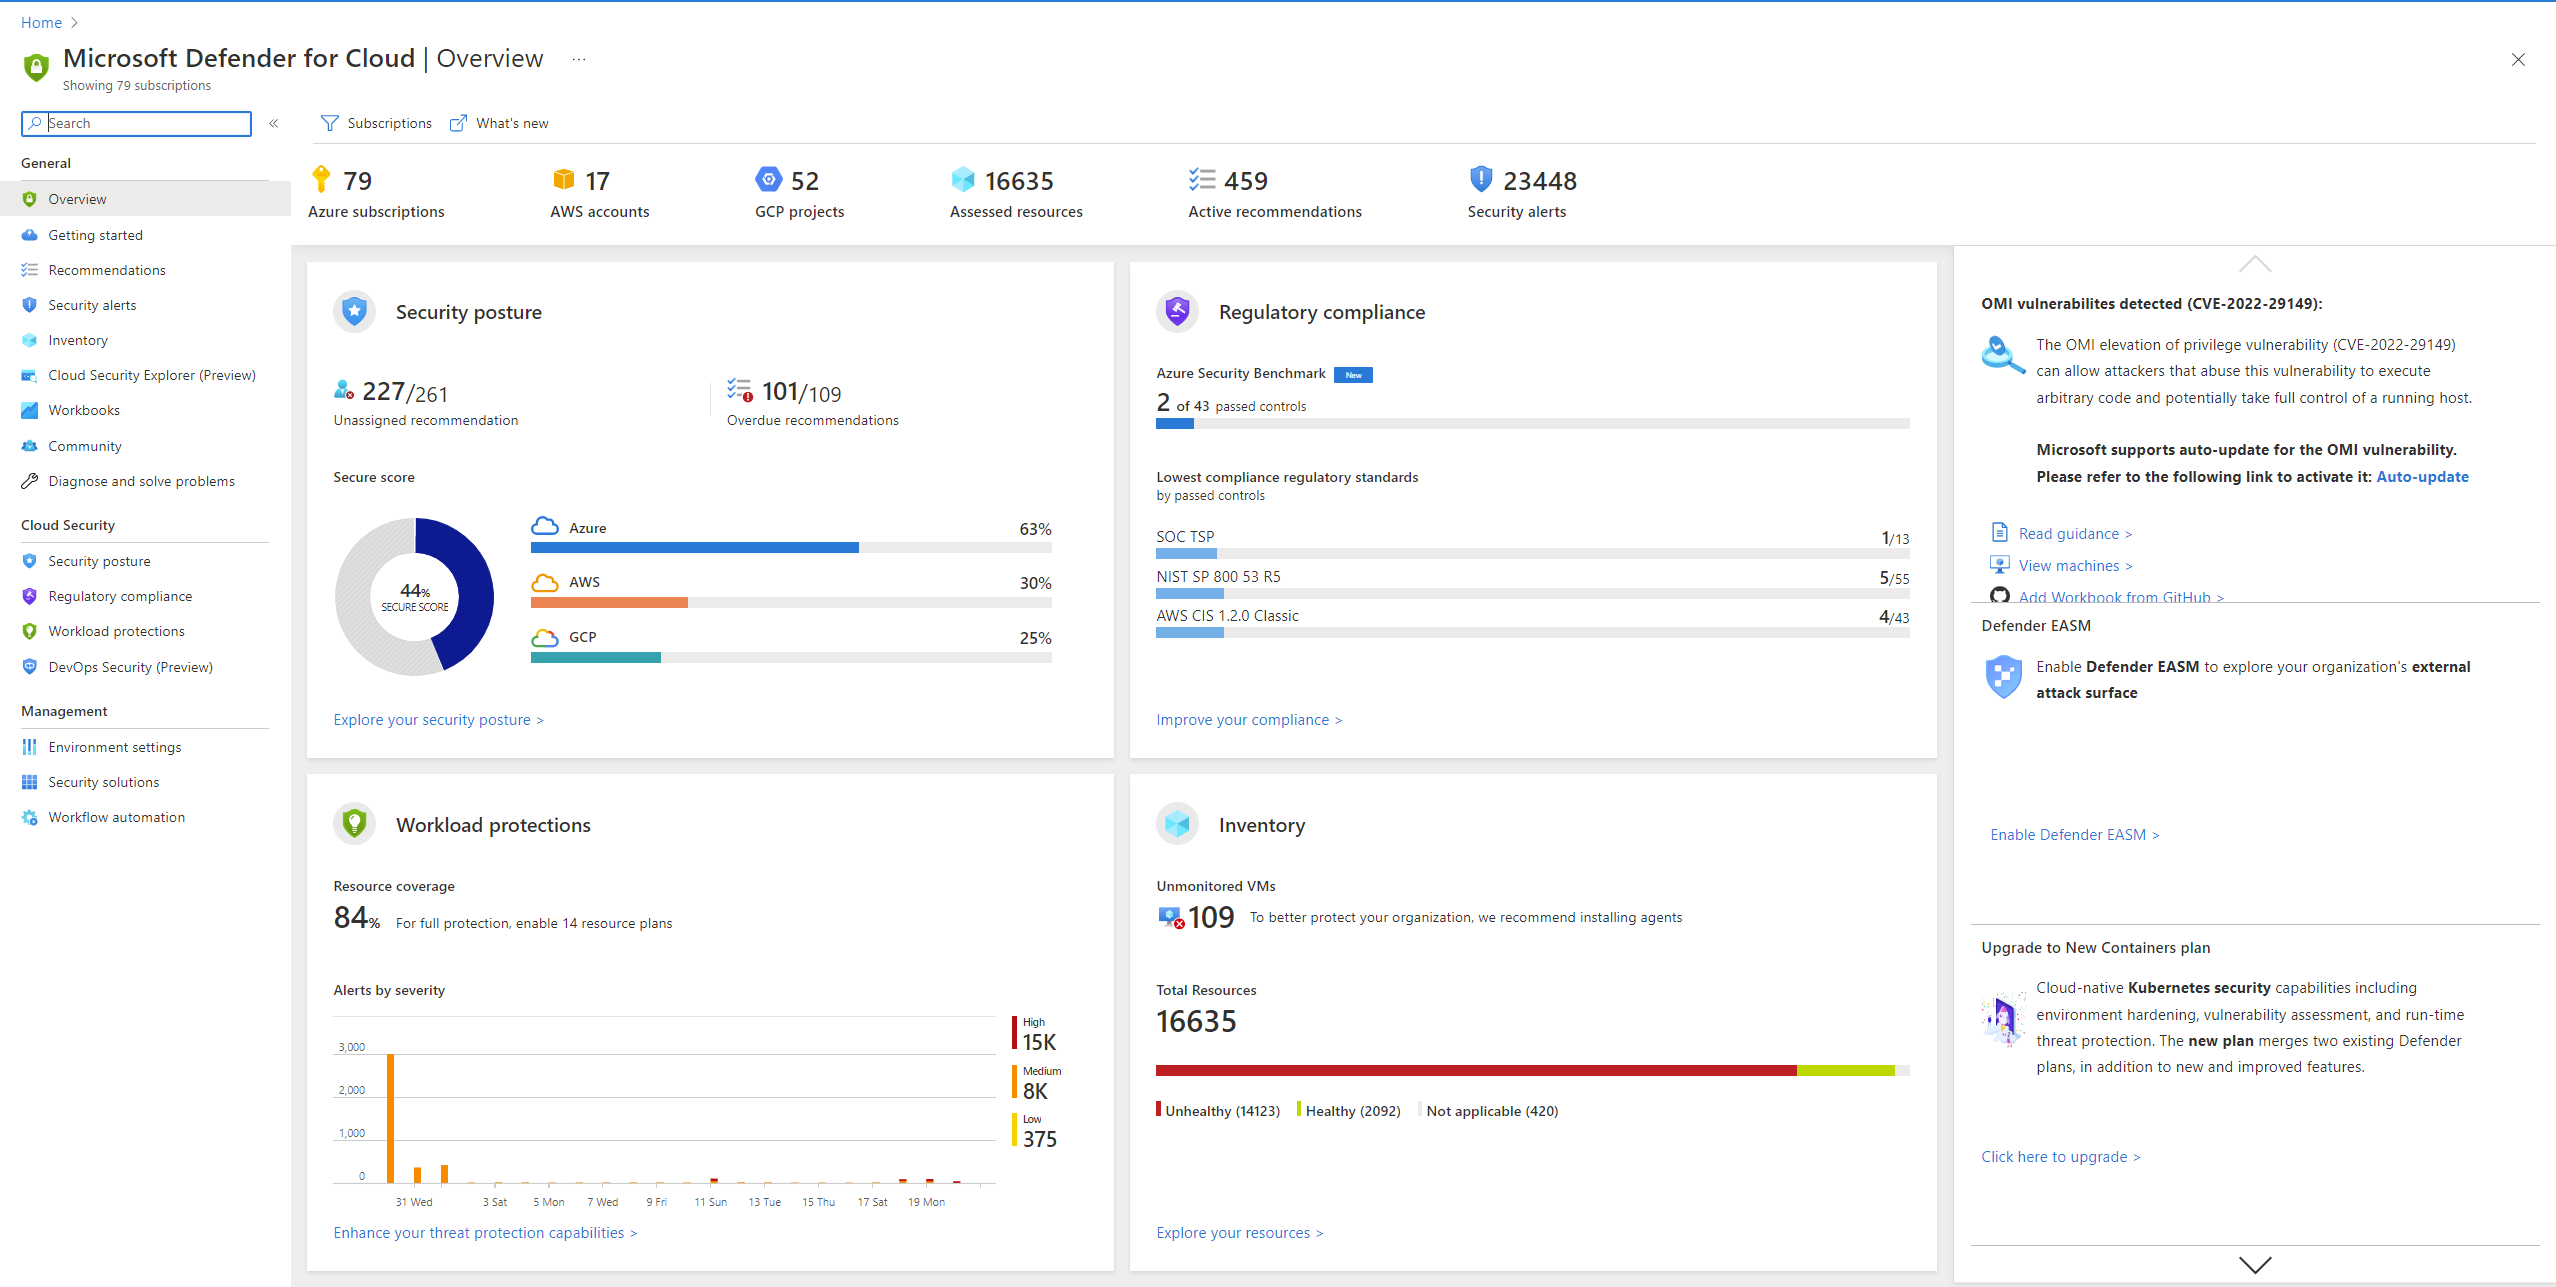 Home >
Microsoft Defender for Cloud | Overview ...
Showing 79 subscriptions
Search «
General
Overview
Getting started
Recommendations
Security alerts
Inventory
Cloud Security Explorer (Preview)
Workbooks
Community
Diagnose and solve problems
Cloud Security
Security posture
Regulatory compliance
Workload protections
DevOps Security (Preview)
Management
Environment settings
Security solutions
Workflow automation
Subscriptions What's new
79
Azure subscriptions
17
AWS accounts
52
GCP projects
16635
Assessed resources
459
Active recommendations
23448
Security alerts
Security posture
227/261
Unassigned recommendation
101/109
Overdue recommendations
Secure score
44%
SECURE SCORE
Azure 63%
AWS 30%
GCP 25%
Explore your security posture >
Regulatory compliance
Azure Security Benchmark New
2 of 43 passed controls
Lowest compliance regulatory standards
by passed controls
SOC TSP 1/13
NIST SP 800 53 R5 5/55
AWS CIS 1.2.0 Classic 4/43
Improve your compliance >
Workload protections
Resource coverage
84% For full protection, enable 14 resource plans
Alerts by severity
3,000
2,000
1,000
0
31 Wed 3 Sat 5 Mon 7 Wed 9 Fri 11 Sun 13 Tue 15 Thu 17 Sat 19 Mon
High
15K
Medium
8K
Low
375
Enhance your threat protection capabilities >
Inventory
Unmonitored VMs
109 To better protect your organization, we recommend installing agents
Total Resources
16635
Unhealthy (14123) Healthy (2092) Not applicable (420)
Explore your resources >
OMI vulnerabilites detected (CVE-2022-29149):
The OMI elevation of privilege vulnerability (CVE-2022-29149)
can allow attackers that abuse this vulnerability to execute
arbitrary code and potentially take full control of a running host.
Microsoft supports auto-update for the OMI vulnerability.
Please refer to the following link to activate it: Auto-update
Read guidance >
View machines >
Add Workbook from GitHub >
Defender EASM
Enable Defender EASM to explore your organization's external
attack surface
Enable Defender EASM >
Upgrade to New Containers plan
Cloud-native Kubernetes security capabilities including
environment hardening, vulnerability assessment, and run-time
threat protection. The new plan merges two existing Defender
plans, in addition to new and improved features.
Click here to upgrade >